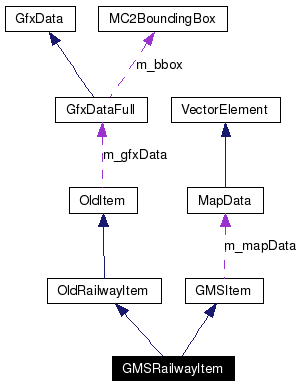 GfxData
MC2BoundingBox
m_bbox
GfxDataFull
VectorElement
m_gfxData
OldItem
MapData
m_mapData
OldRailwayItem
GMSItem
GMSRailwayItem